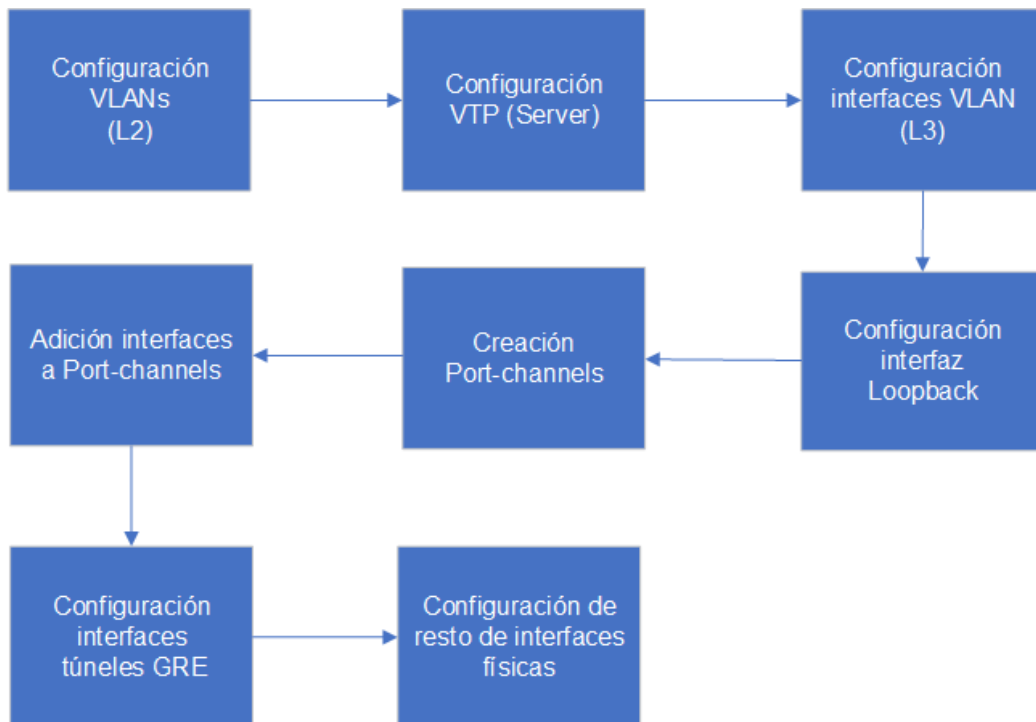 Configuración
VLANs
(L2)
Configuración
VTP (Server)
Configuración
interfaces VLAN
(L3)
Configuración
interfaz
Loopback
Creación
Port-channels
Adición interfaces
a Port-channels
Configuración
interfaces
túneles GRE
Configuración de
resto de interfaces
físicas